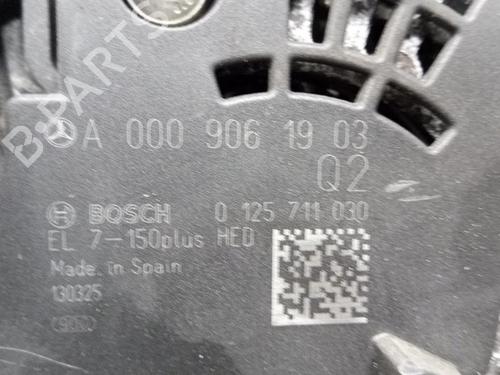 B-PARTS
A 000 906 19 03
Q2
BOSCH 0 125 711 030
EL 7-150plus HED
Made in Spain
130325